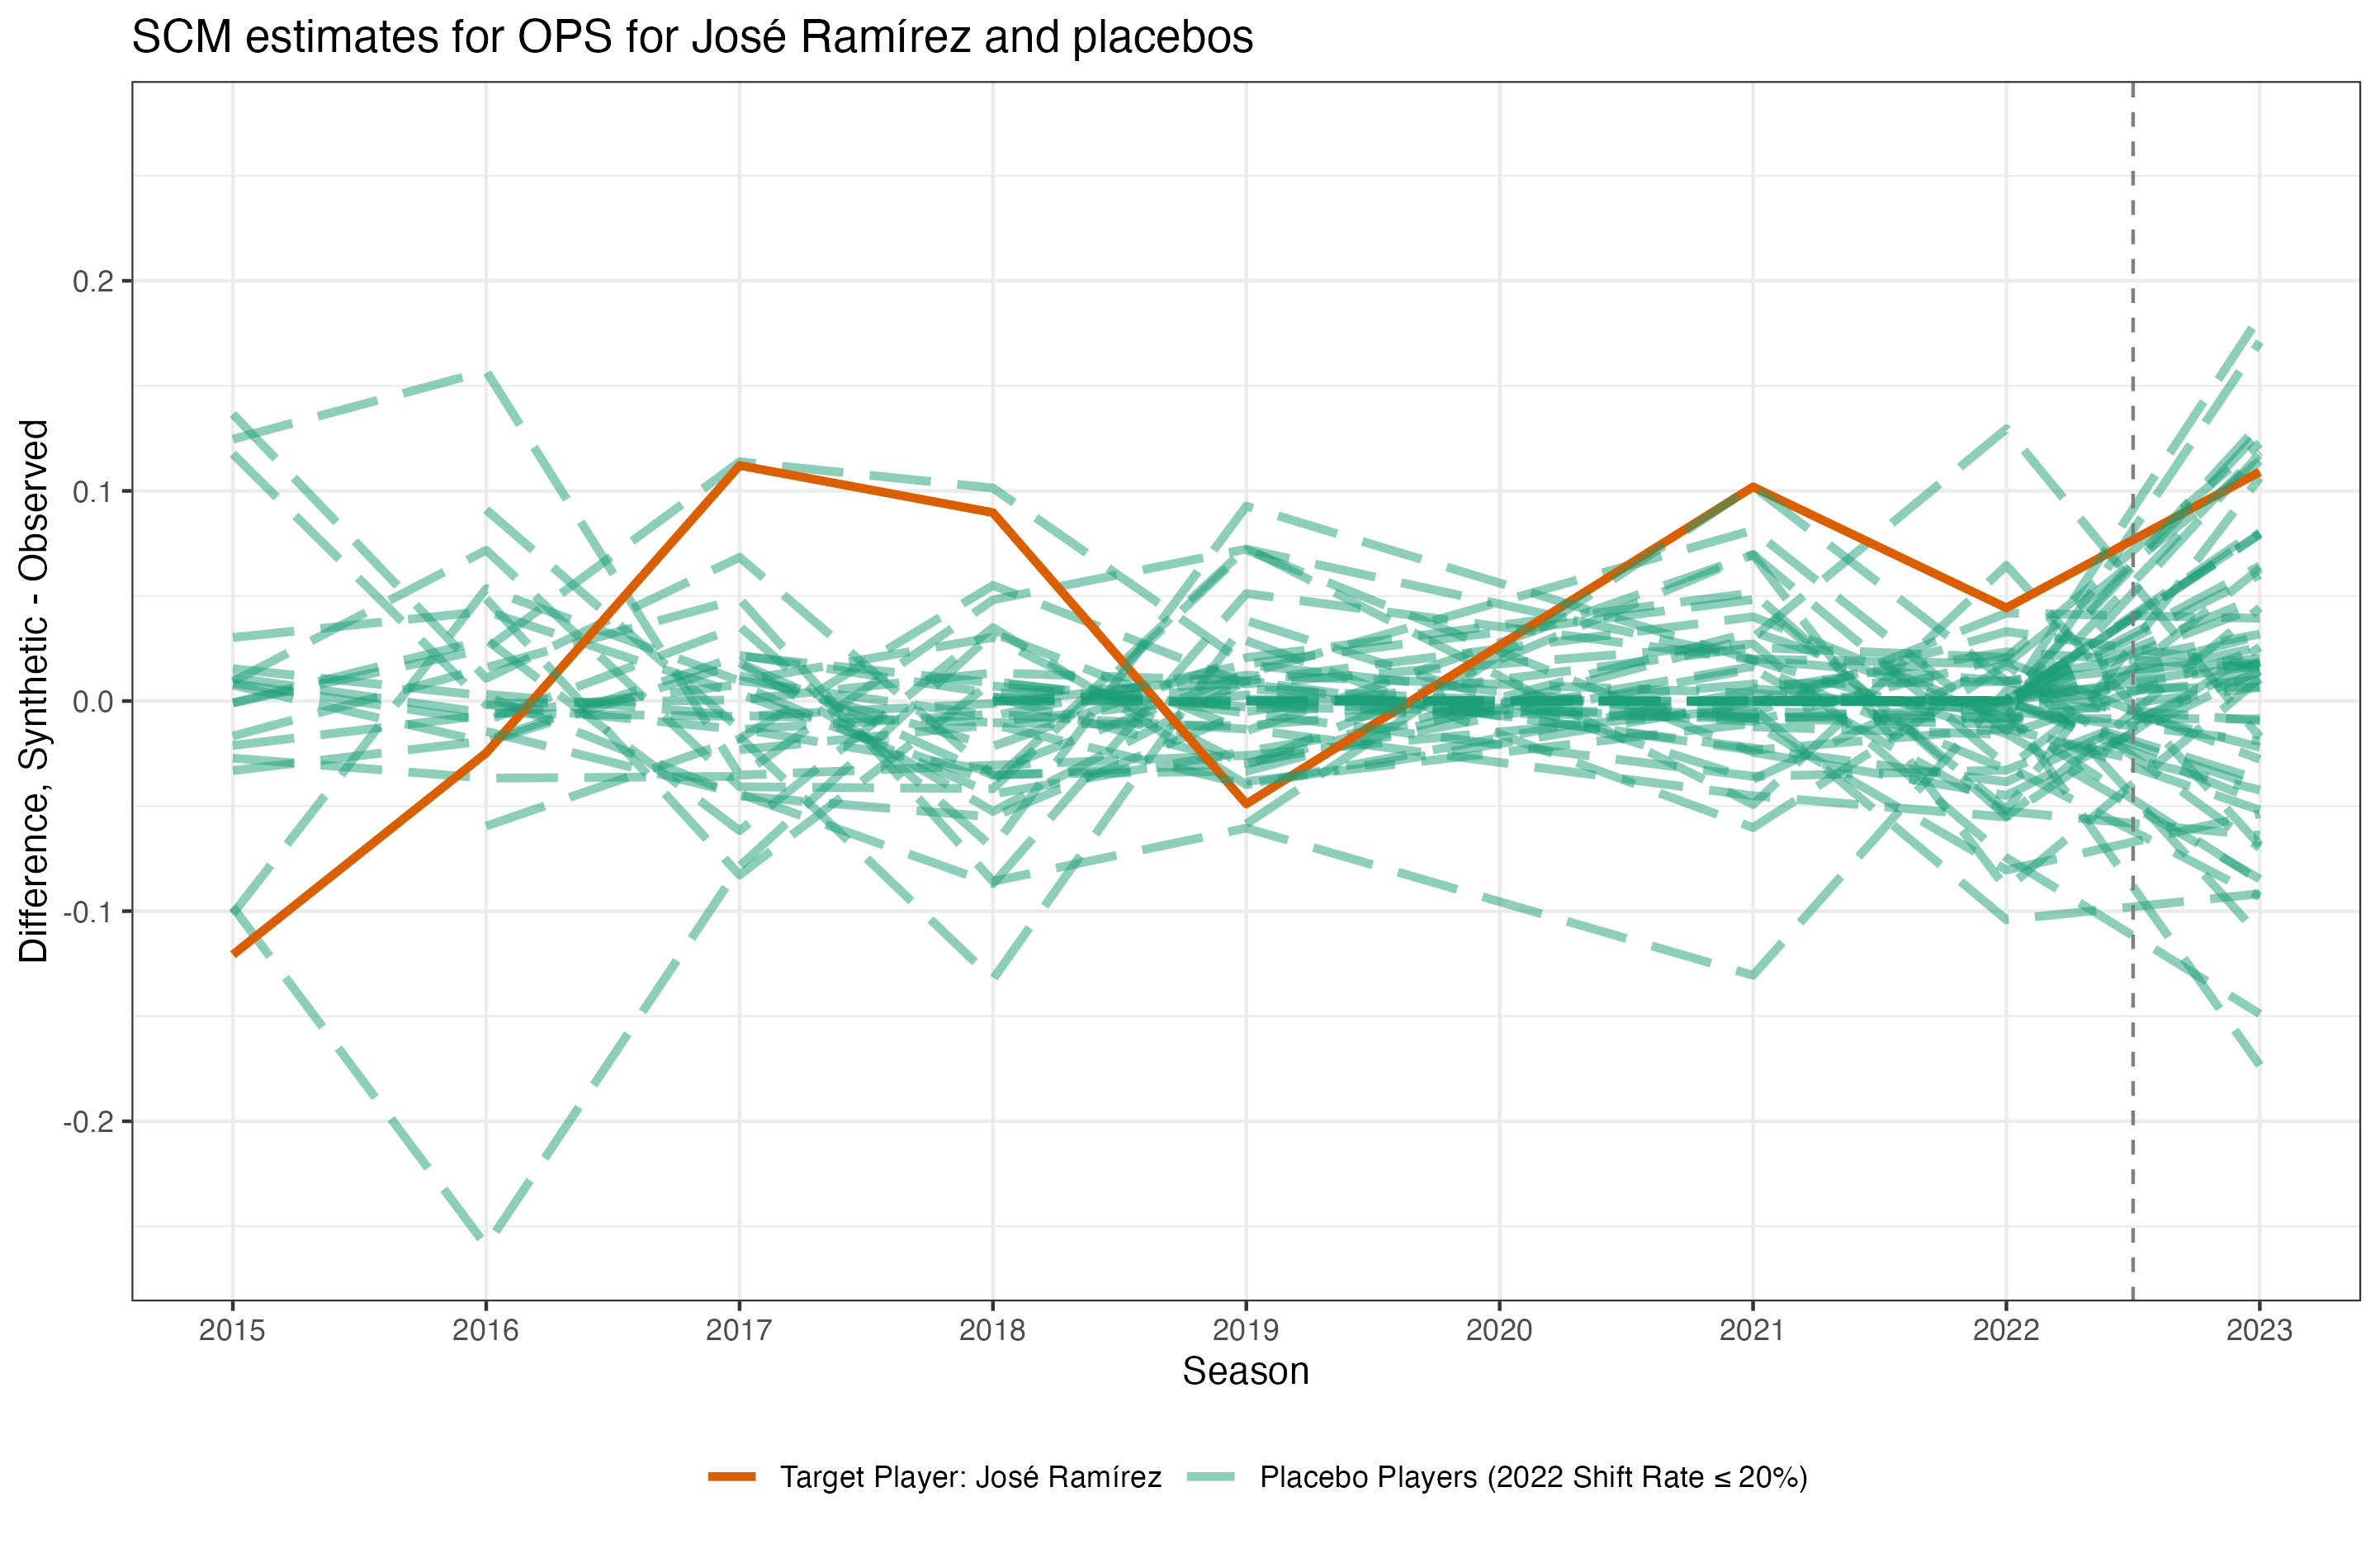 SCM estimates for OPS for José Ramírez and placebos
Difference, Synthetic - Observed
0.2
0.1
0.0
-0.1
-0.2
2015 2016 2017 2018 2019 2020 2021 2022 2023
Season
Target Player: José Ramírez Placebo Players (2022 Shift Rate ≤ 20%)